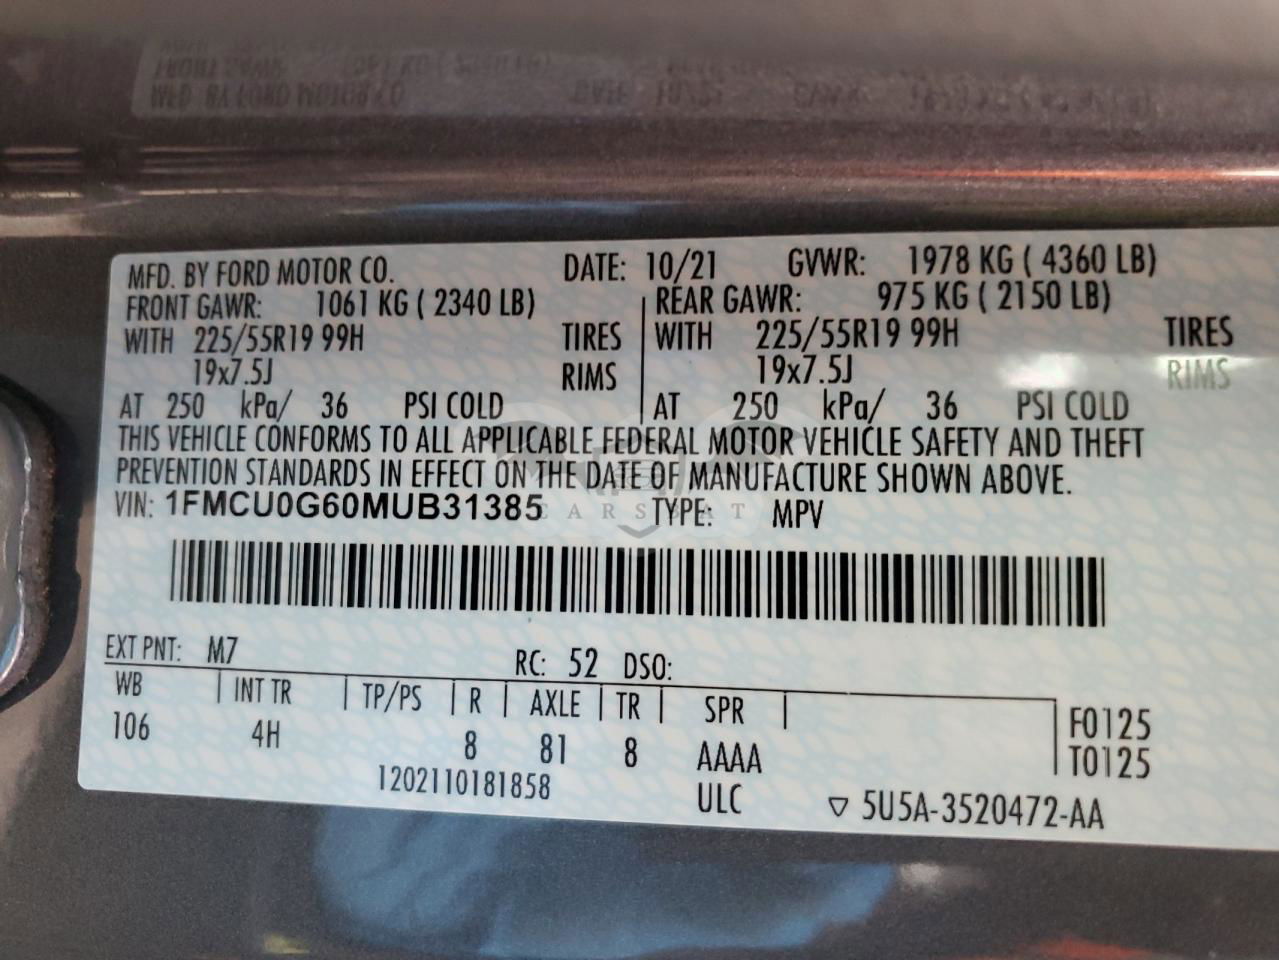 MFD. BY FORD MOTOR CO. DATE: 10/21 GVWR: 1978 KG ( 4360 LB)
FRONT GAWR: 1061 KG ( 2340 LB) REAR GAWR: 975 KG ( 2150 LB)
WITH 225/55R19 99H TIRES WITH 225/55R19 99H TIRES
19x7.5J RIMS 19x7.5J RIMS
AT 250 kPa/ 36 PSI COLD AT 250 kPa/ 36 PSI COLD
THIS VEHICLE CONFORMS TO ALL APPLICABLE FEDERAL MOTOR VEHICLE SAFETY AND THEFT
PREVENTION STANDARDS IN EFFECT ON THE DATE OF MANUFACTURE SHOWN ABOVE.
VIN: 1FMCU0G60MUB31385 TYPE: MPV
CARSBAT
EXT PNT: M7 RC: 52 DSO:
WB INT TR TP/PS R AXLE TR SPR F0125
106 4H 8 81 8 AAAA T0125
1202110181858 ULC ▽ 5U5A-3520472-AA